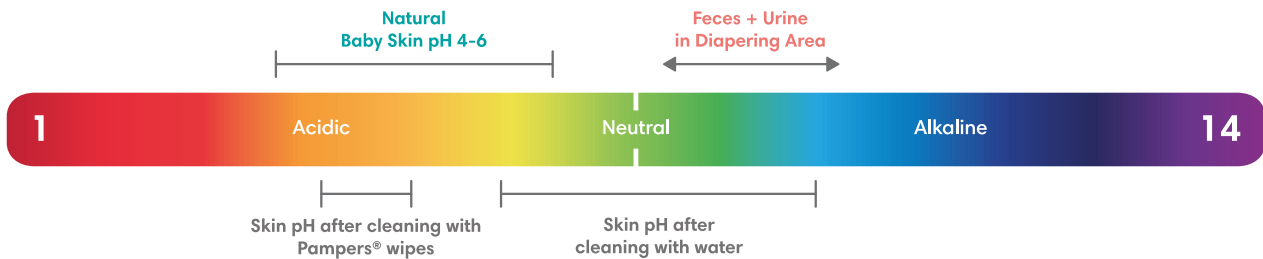 Natural
Baby Skin pH 4-6
Feces + Urine
in Diapering Area
1
Acidic
Neutral
Alkaline
14
Skin pH after cleaning with
Pampers® wipes
Skin pH after
cleaning with water